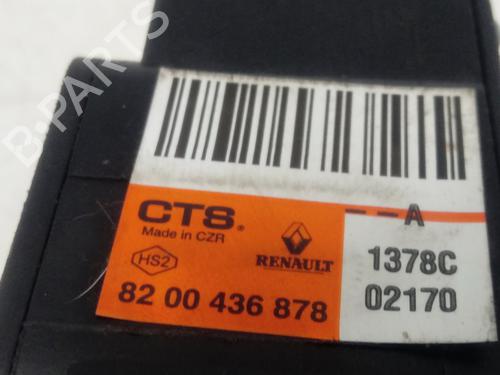 CTS®
Made in CZR
HS2
RENAULT
82 00 436 878
--A
1378C
02170
B-PARTS